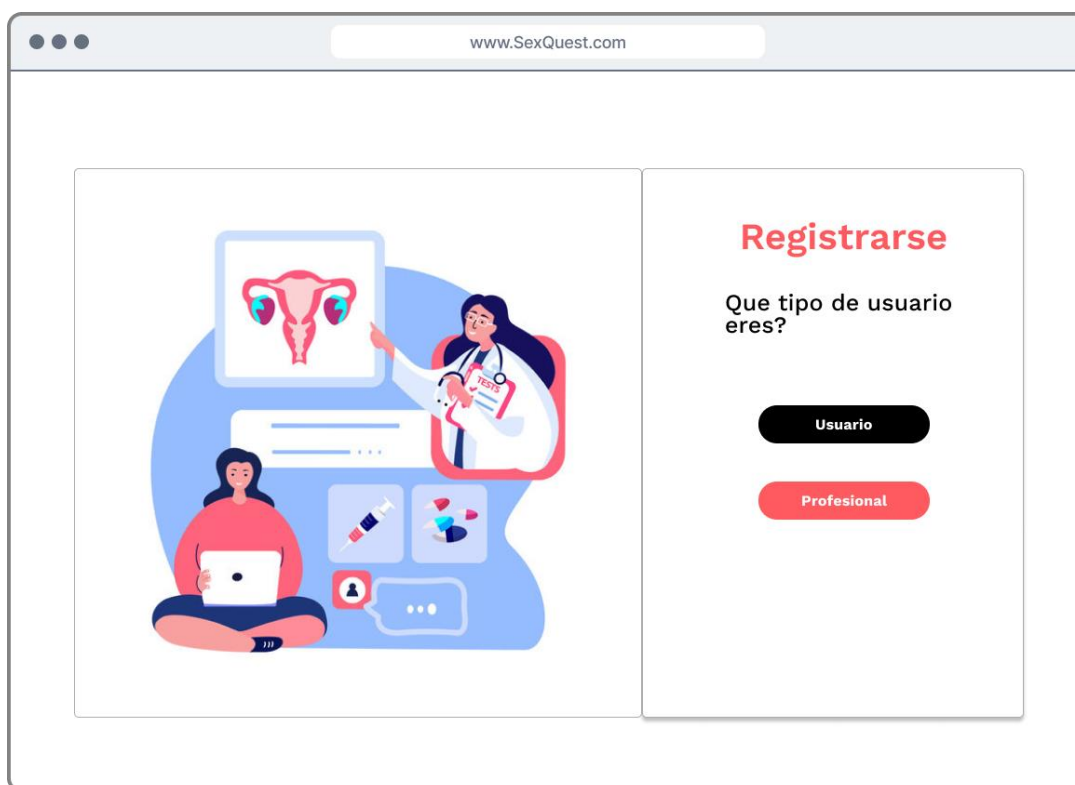 www.SexQuest.com
TESTS
Registrarse
Que tipo de usuario
eres?
Usuario
Profesional